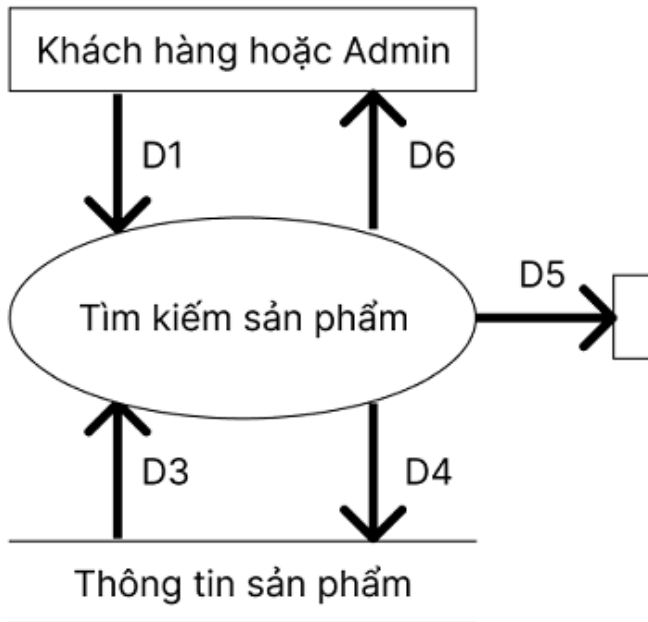 Khách hàng hoặc Admin
D1
D6
D5
Tìm kiếm sản phẩm
D3
D4
Thông tin sản phẩm